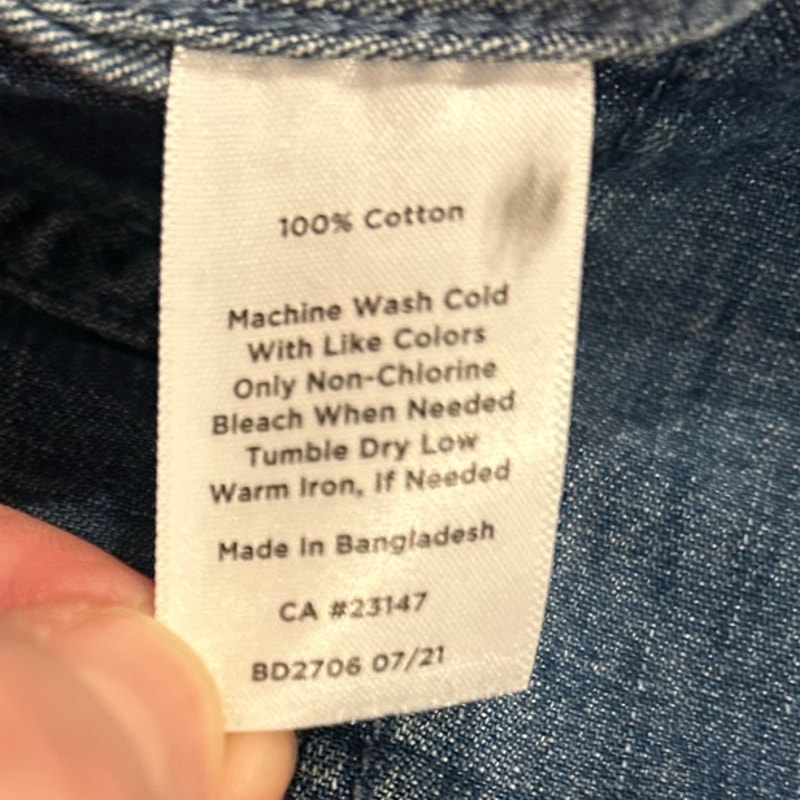 100% Cotton
Machine Wash Cold
With Like Colors
Only Non-Chlorine
Bleach When Needed
Tumble Dry Low
Warm Iron, If Needed
Made In Bangladesh
CA #23147
BD2706 07/21